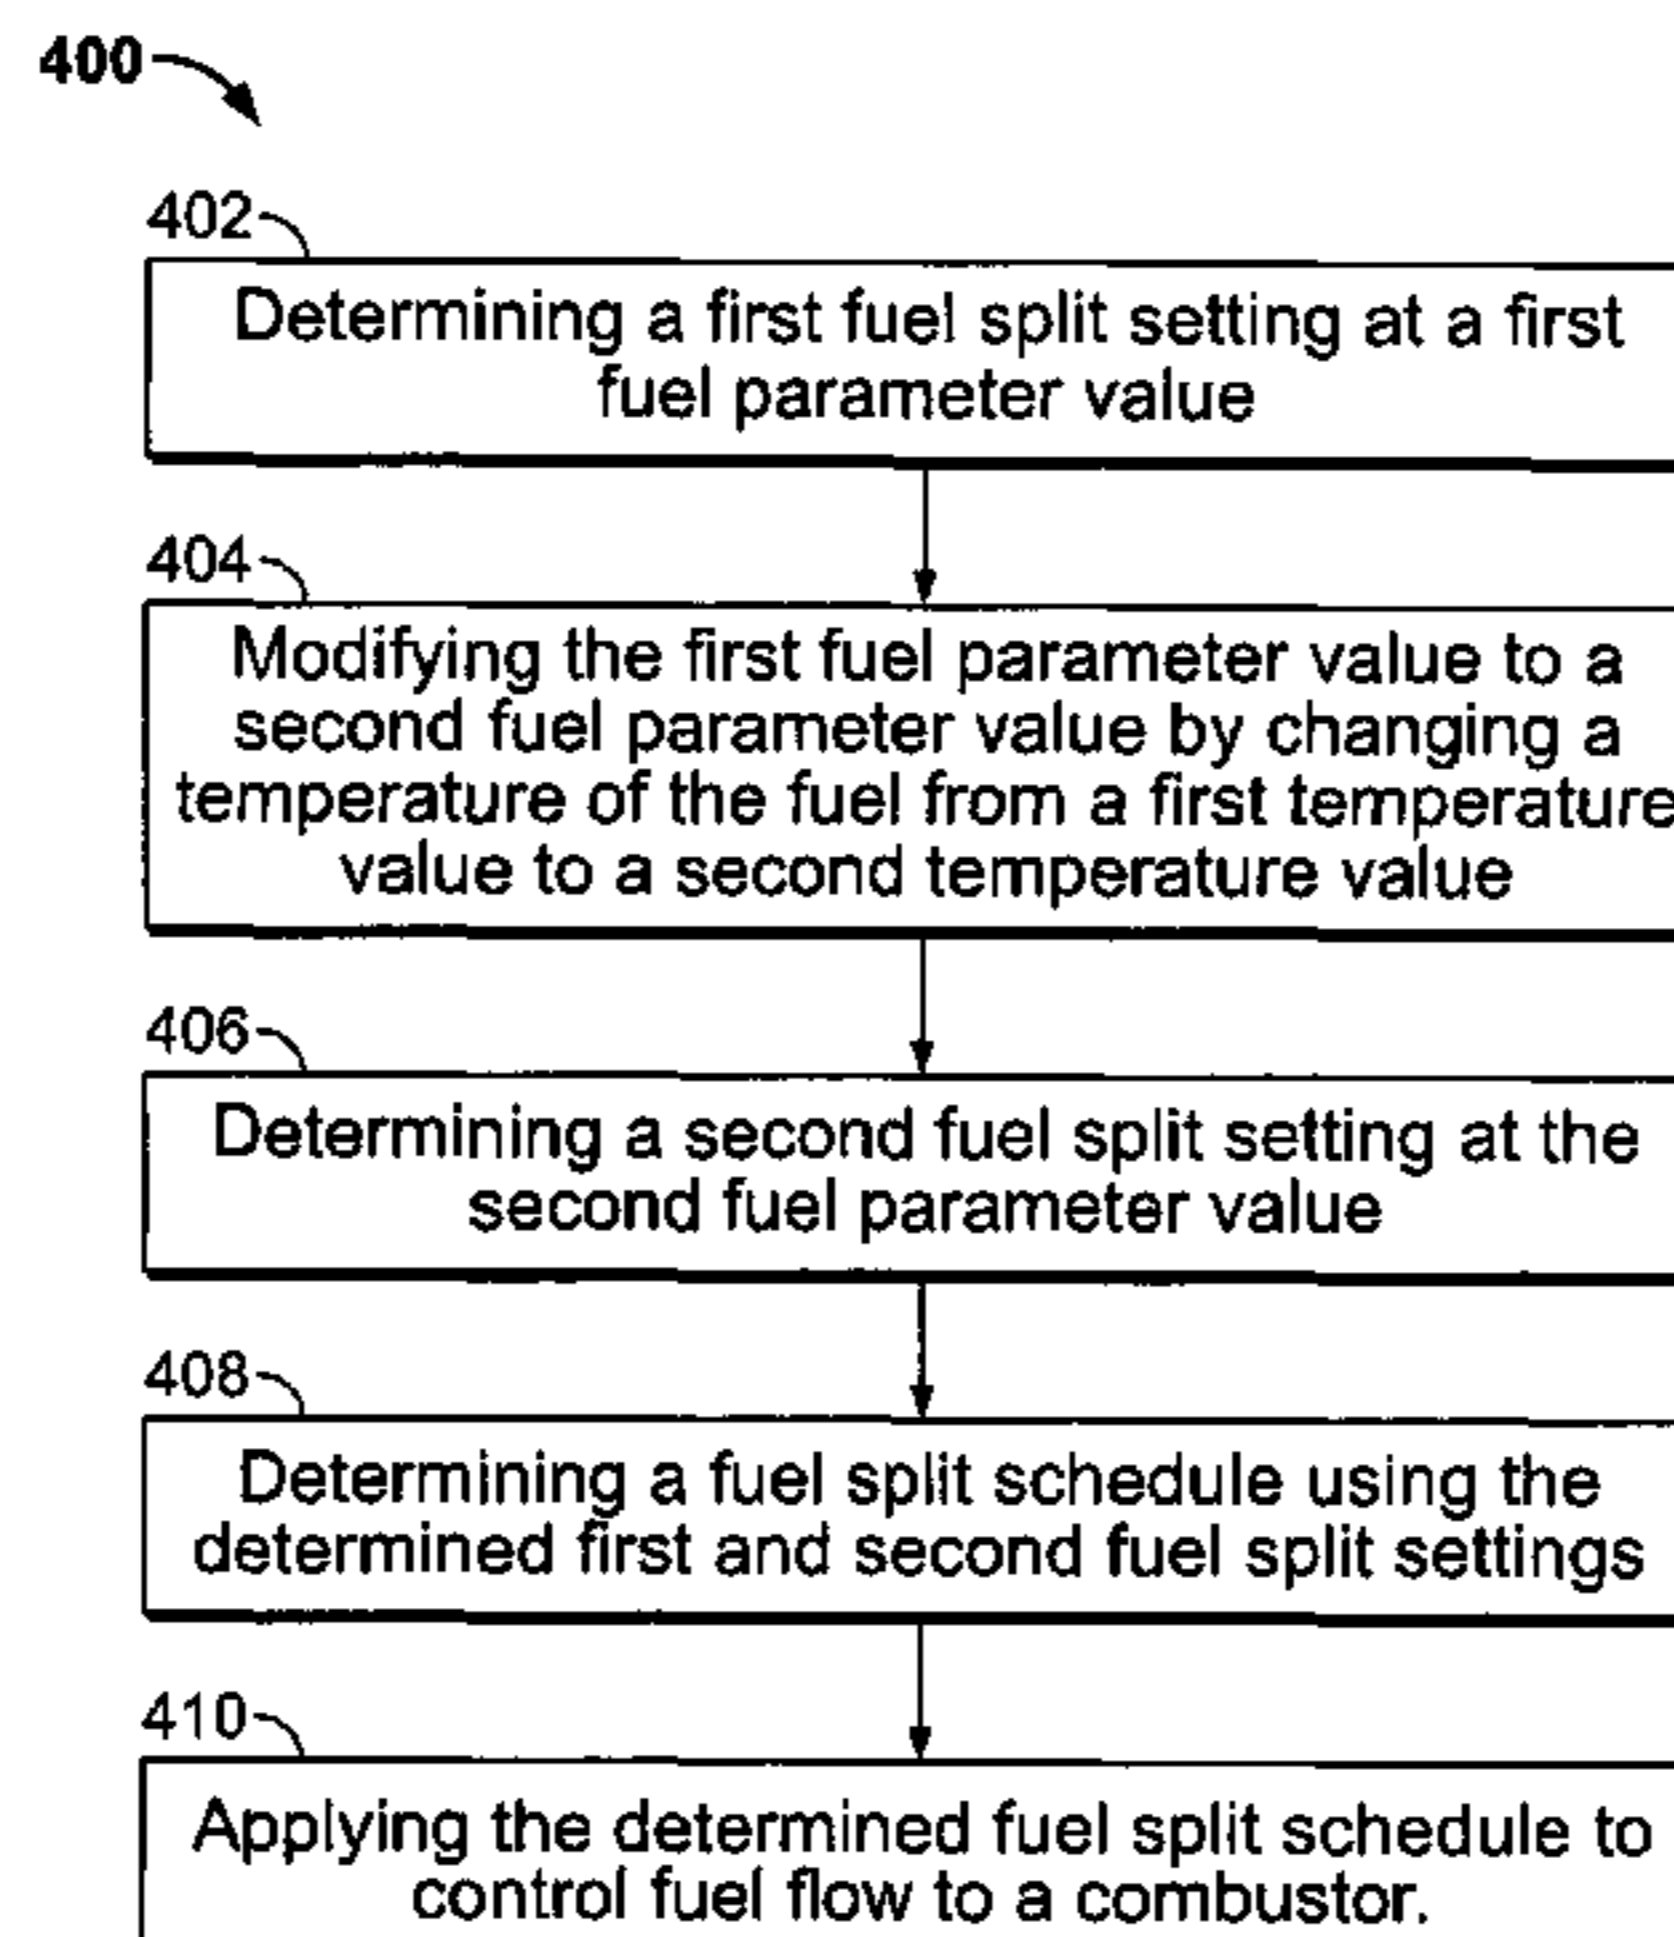 400
402
Determining a first fuel split setting at a first
fuel parameter value
404
Modifying the first fuel parameter value to a
second fuel parameter value by changing a
temperature of the fuel from a first temperature
value to a second temperature value
406
Determining a second fuel split setting at the
second fuel parameter value
408
Determining a fuel split schedule using the
determined first and second fuel split settings
410
Applying the determined fuel split schedule to
control fuel flow to a combustor.